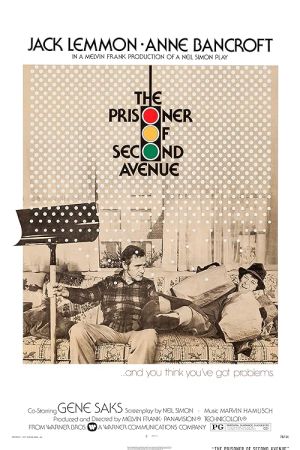 JACK LEMMON · ANNE BANCROFT
IN A MELVIN FRANK PRODUCTION OF A NEIL SIMON PLAY
THE
PRISONER
OF
SECOND
AVENUE
...and you think you've got problems.
Co-Starring GENE SAKS Screenplay by NEIL SIMON · Music MARVIN HAMLISCH
Produced and Directed by MELVIN FRANK · PANAVISION® · TECHNICOLOR®
FROM WARNER BROS. A WARNER COMMUNICATIONS COMPANY PG
"THE PRISONER OF SECOND AVENUE"